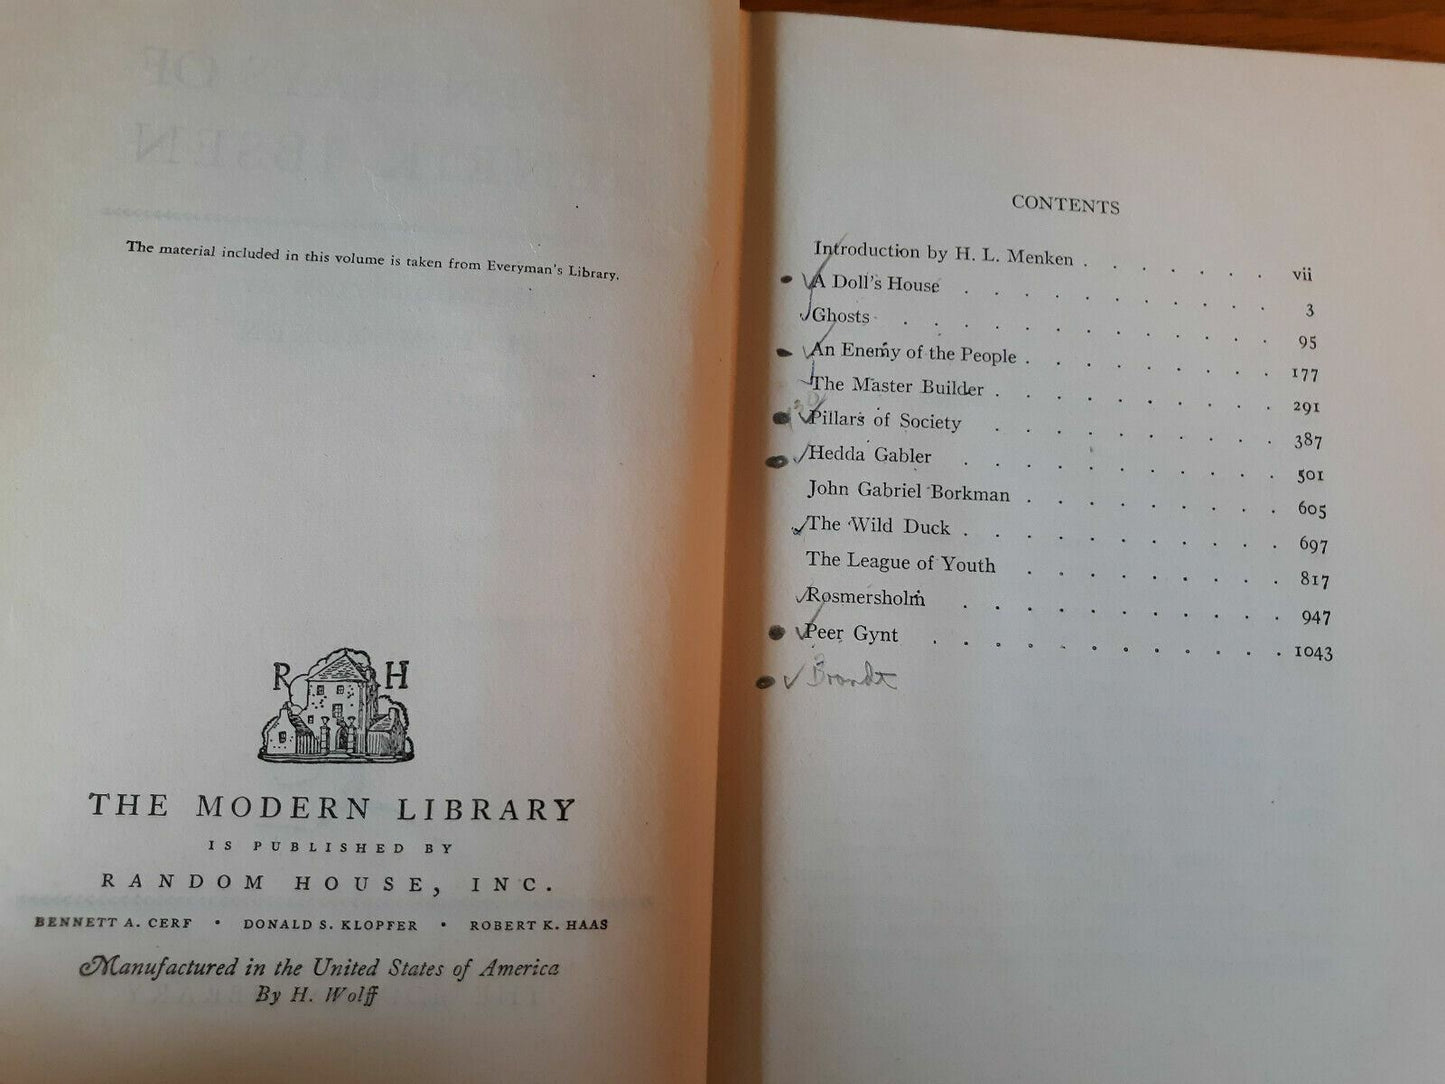 The material included in this volume is taken from Everyman's Library.
R H
THE MODERN LIBRARY
IS PUBLISHED BY
RANDOM HOUSE, INC.
BENNETT A. CERF • DONALD S. KLOPFER • ROBERT K. HAAS
Manufactured in the United States of America
By H. Wolff
CONTENTS
Introduction by H. L. Menken . . . . . . . vii
A Doll's House . . . . . . . . . . 3
Ghosts . . . . . . . . . . . . 95
An Enemy of the People . . . . . . . . . 177
The Master Builder . . . . . . . . . . 291
Pillars of Society . . . . . . . . . . 387
Hedda Gabler . . . . . . . . . . . 501
John Gabriel Borkman . . . . . . . . . 605
The Wild Duck . . . . . . . . . . . 697
The League of Youth . . . . . . . . . 817
Rosmersholm . . . . . . . . . . . 947
Peer Gynt . . . . . . . . . . . . 1043
Brandt